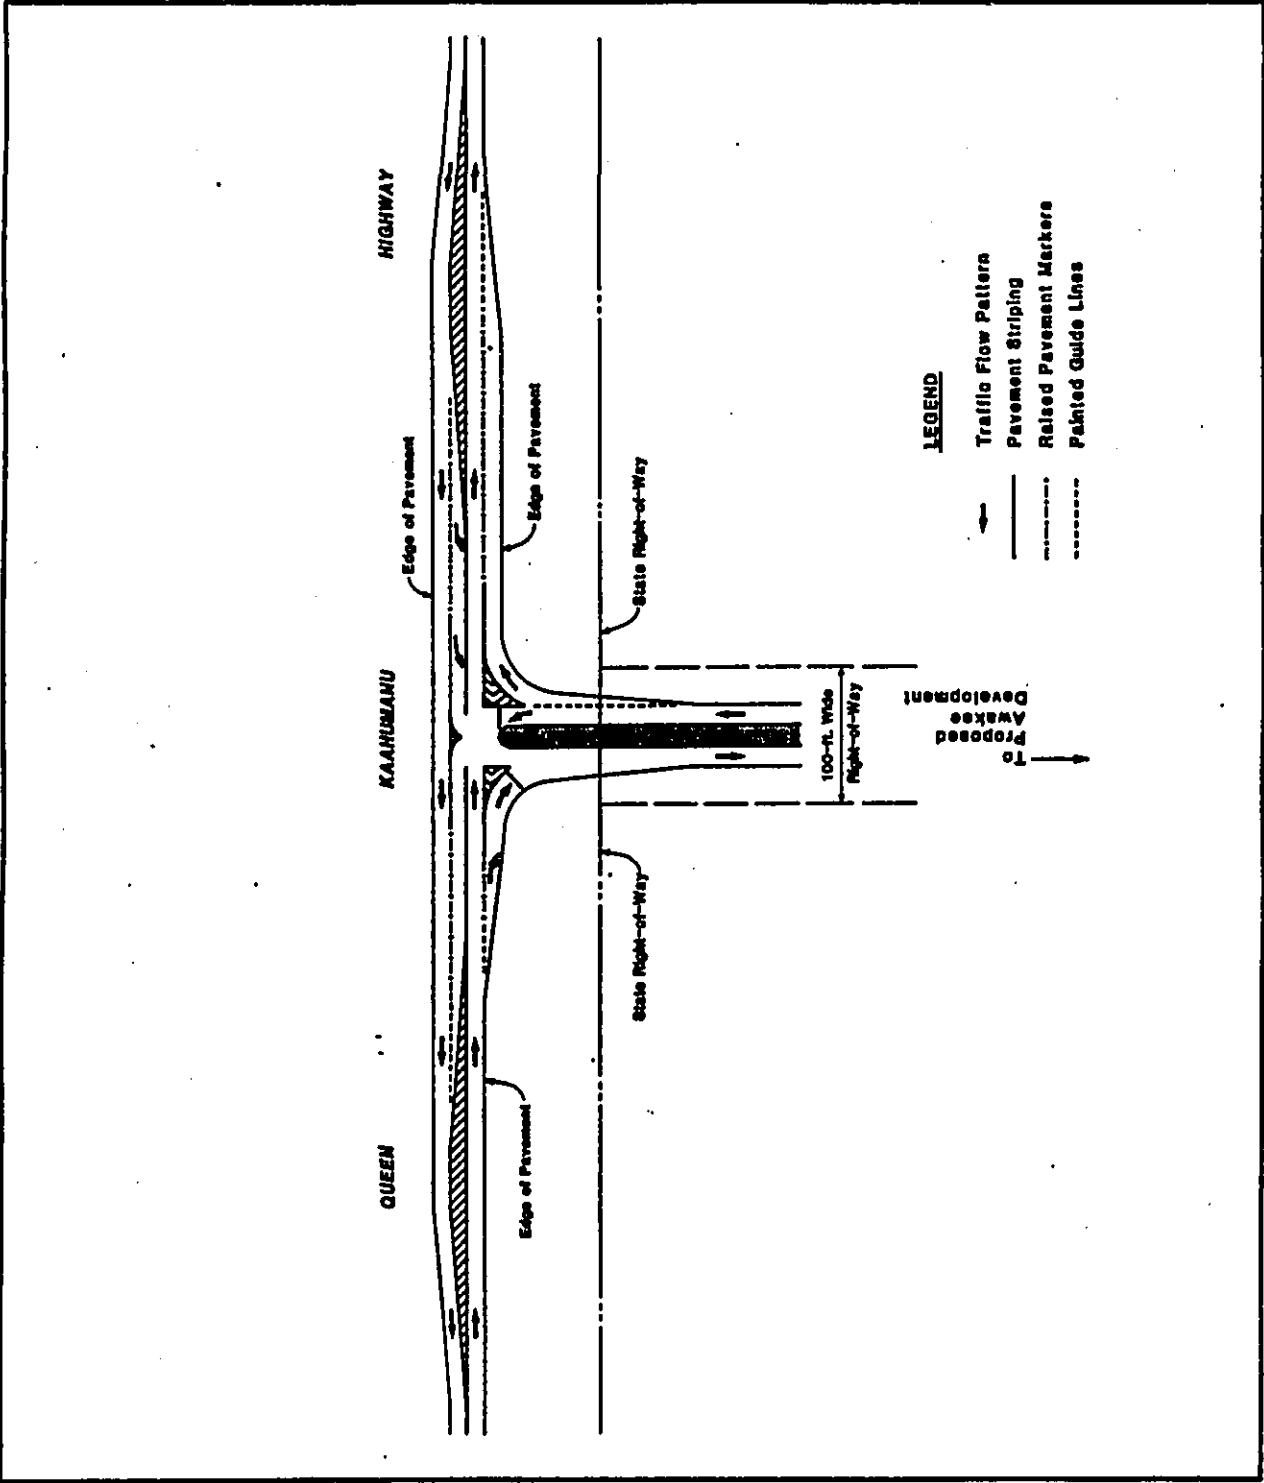 QUEEN KAAHUMANU HIGHWAY
Edge of Pavement
Edge of Pavement
Edge of Pavement
State Right-of-Way
State Right-of-Way
100-ft. Wide
Right-of-Way
To
Proposed
Awakee
Development
LEGEND
Traffic Flow Pattern
Pavement Striping
Raised Pavement Markers
Painted Guide Lines